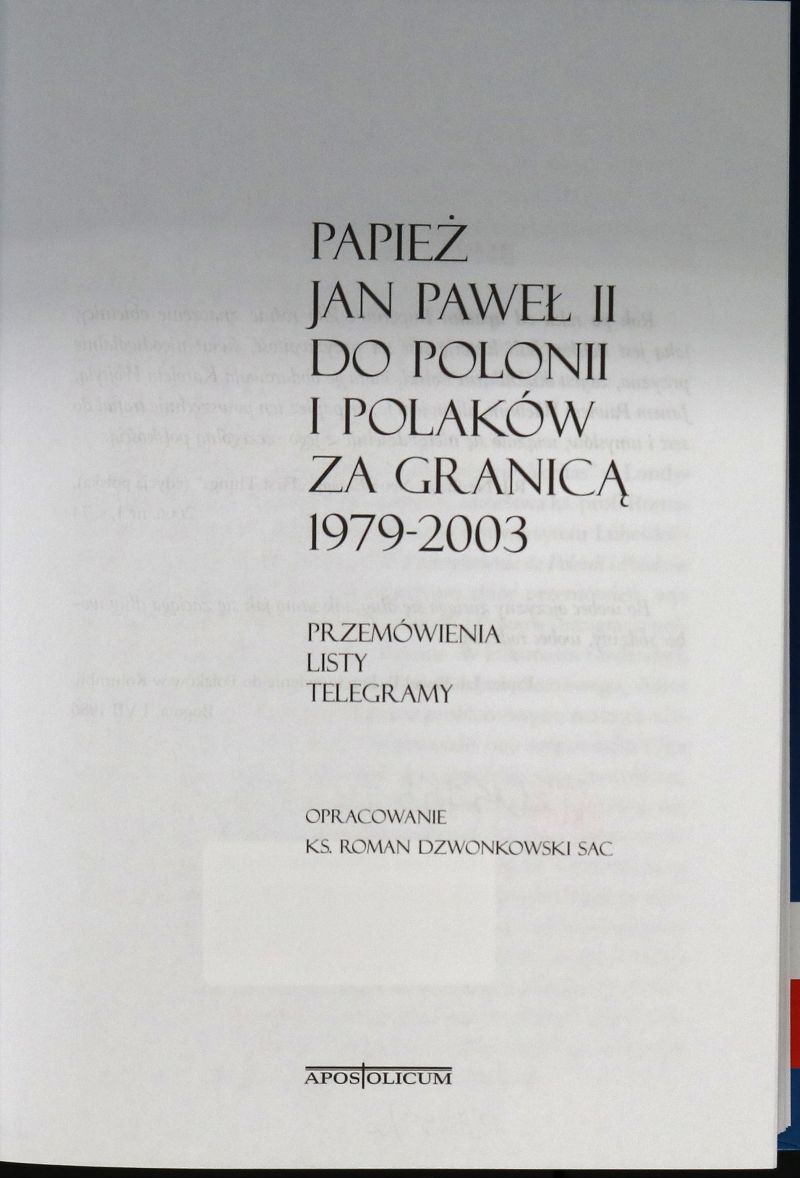 PAPIEŻ
JAN PAWEŁ II
DO POLONII
I POLAKÓW
ZA GRANICĄ
1979-2003
PRZEMÓWIENIA
LISTY
TELEGRAMY
OPRACOWANIE
KS. ROMAN DZWONKOWSKI SAC
APOSTOLICUM